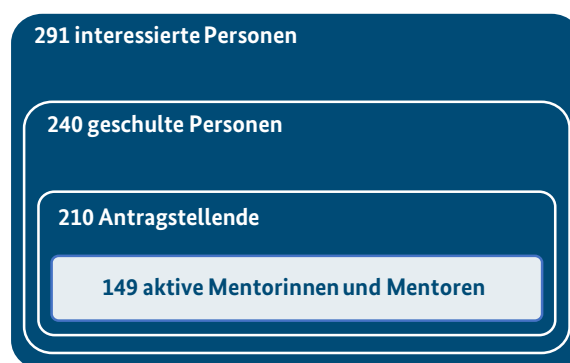 291 interessierte Personen
240 geschulte Personen
210 Antragstellende
149 aktive Mentorinnen und Mentoren